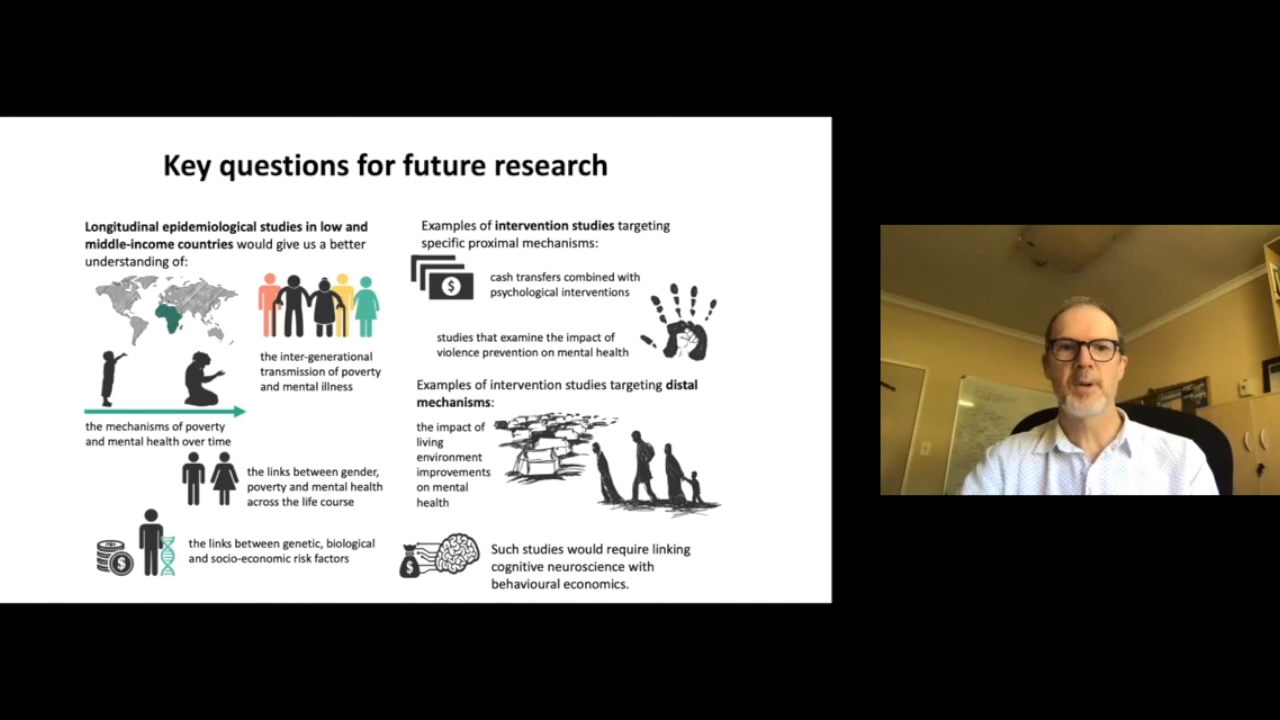 Key questions for future research
Longitudinal epidemiological studies in low and
middle-income countries would give us a better
understanding of:
the inter-generational
transmission of poverty
and mental illness
the mechanisms of poverty
and mental health over time
the links between gender,
poverty and mental health
across the life course
the links between genetic, biological
and socio-economic risk factors
Examples of intervention studies targeting
specific proximal mechanisms:
$
cash transfers combined with
psychological interventions
studies that examine the impact of
violence prevention on mental health
Examples of intervention studies targeting distal
mechanisms:
the impact of
living
environment
improvements
on mental
health
$
$
Such studies would require linking
cognitive neuroscience with
behavioural economics.